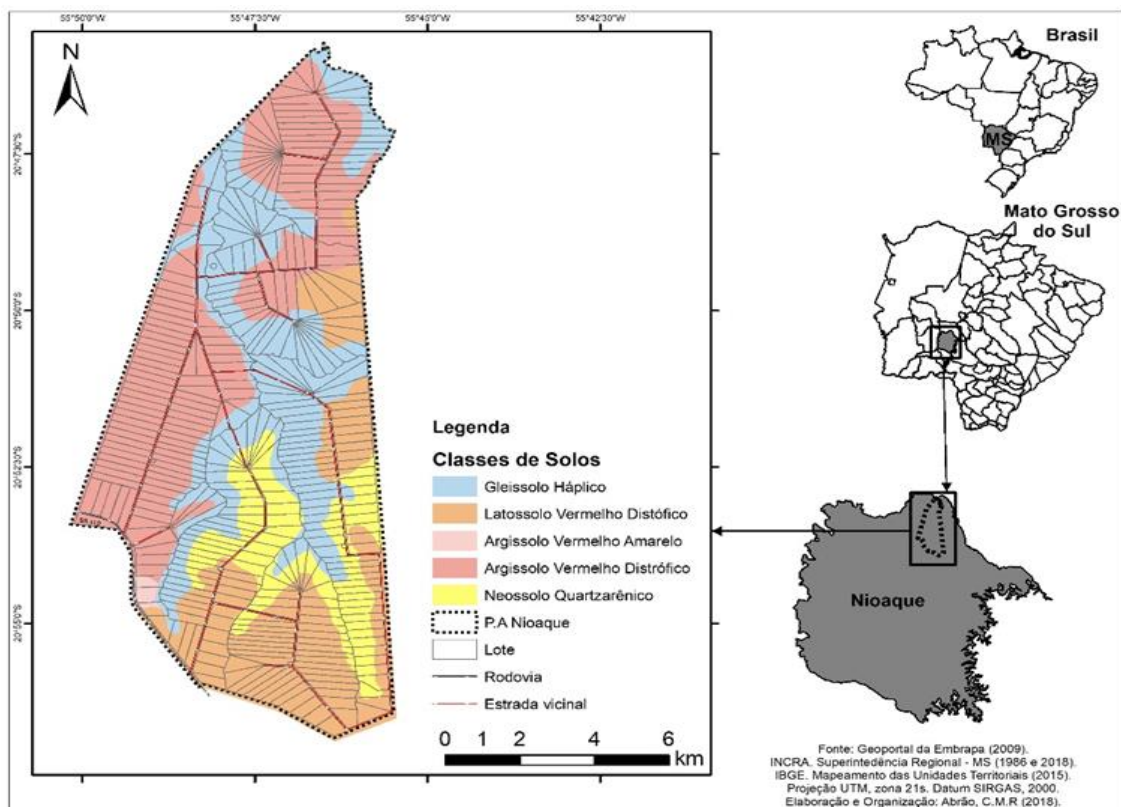 55°50'0"W 55°47'30"W 55°45'0"W 55°42'30"W
N
20°47'30"S
20°50'0"S
20°52'30"S
20°55'0"S
Legenda
Classes de Solos
Gleissolo Háplico
Latossolo Vermelho Distófico
Argissolo Vermelho Amarelo
Argissolo Vermelho Distrófico
Neossolo Quartzarênico
P.A Nioaque
Lote
Rodovia
Estrada vicinal
0 1 2 4 6
km
Brasil
MS
Mato Grosso
do Sul
Nioaque
Fonte: Geoportal da Embrapa (2009).
INCRA. Superintedência Regional - MS (1986 e 2018).
IBGE. Mapeamento das Unidades Territoriais (2015).
Projeção UTM, zona 21s. Datum SIRGAS, 2000.
Elaboração e Organização: Abrão, C.M.R (2018).